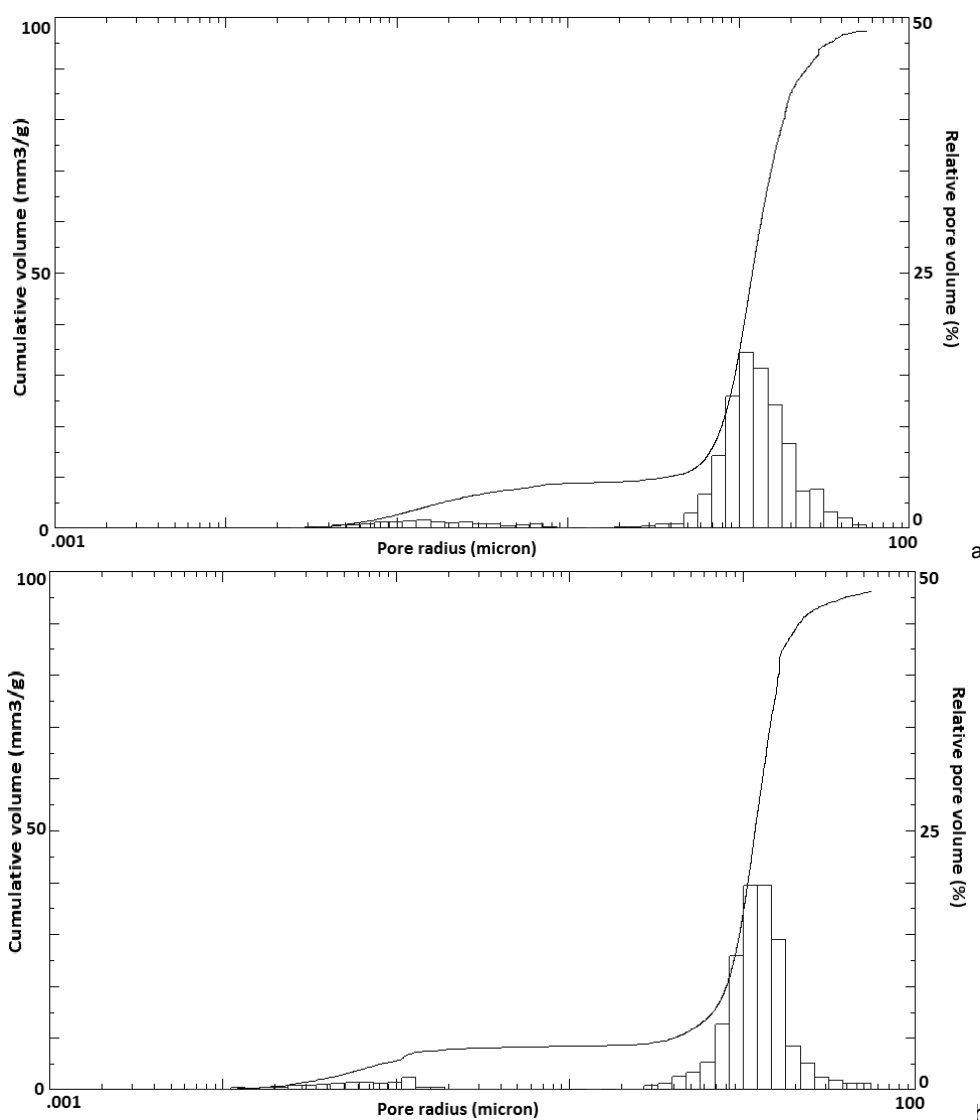 100
50
Cumulative volume (mm3/g)
50
25
Relative pore volume (%)
0
0
.001
Pore radius (micron)
100
a
100
50
Cumulative volume (mm3/g)
50
25
Relative pore volume (%)
0
0
.001
Pore radius (micron)
100